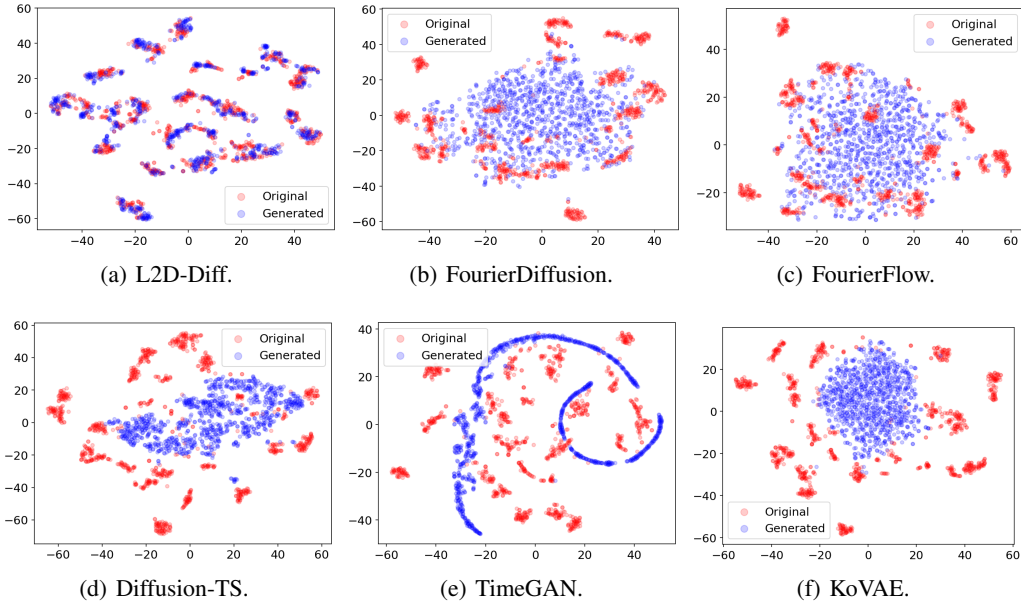 60
40
20
0
−20
−40
−60
−40 −20 0 20 40
Original
Generated
(a) L2D-Diff.
Original
Generated
40
20
0
−20
−40
−60
−60 −40 −20 0 20 40
(b) FourierDiffusion.
Original
Generated
40
20
0
−20
−40 −20 0 20 40 60
(c) FourierFlow.
60
40
20
0
−20
−40
−60
Original
Generated
−60 −40 −20 0 20 40 60
(d) Diffusion-TS.
Original
Generated
40
20
0
−20
−40
−60 −40 −20 0 20 40
(e) TimeGAN.
40
20
0
−20
−40
−60
Original
Generated
−60 −40 −20 0 20 40 60
(f) KoVAE.